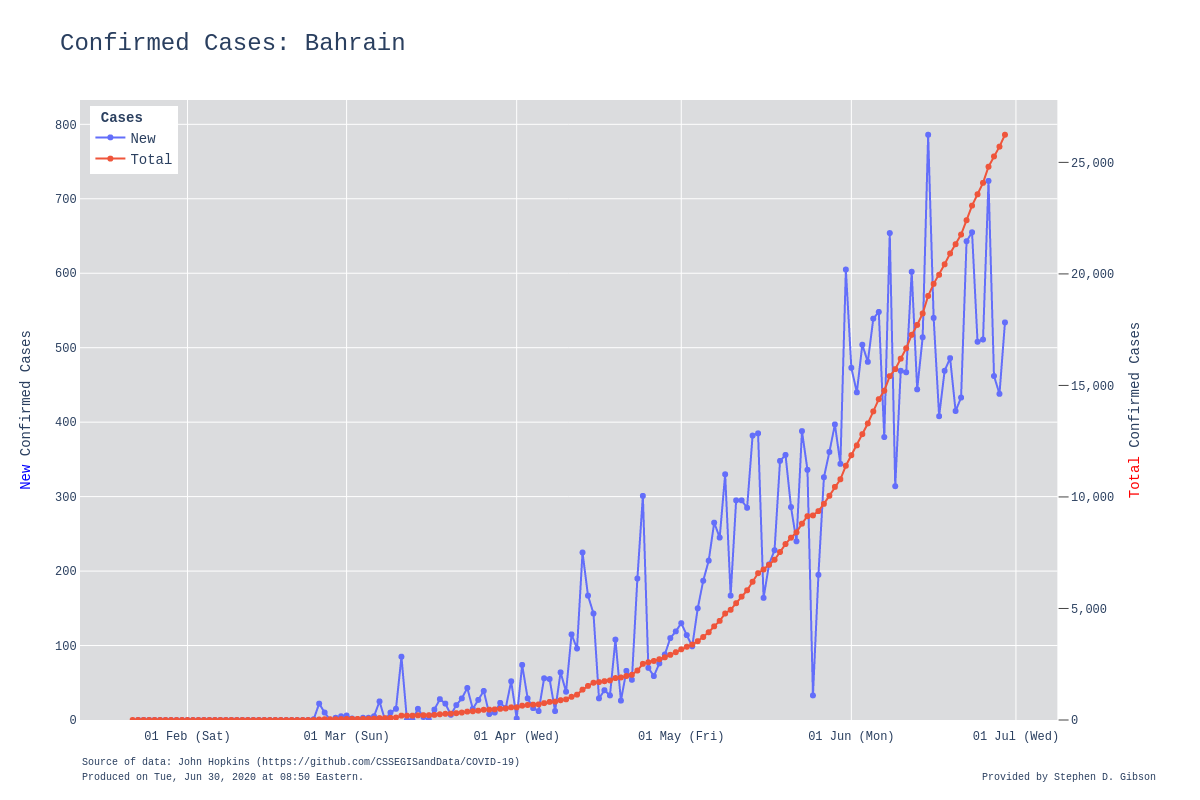 Confirmed Cases: Bahrain
Cases
New
Total
800
700
600
500
400
300
200
100
0
25,000
20,000
15,000
10,000
5,000
0
New Confirmed Cases
Total Confirmed Cases
01 Feb (Sat)
01 Mar (Sun)
01 Apr (Wed)
01 May (Fri)
01 Jun (Mon)
01 Jul (Wed)
Source of data: John Hopkins (https://github.com/CSSEGISandData/COVID-19)
Produced on Tue, Jun 30, 2020 at 08:50 Eastern.
Provided by Stephen D. Gibson